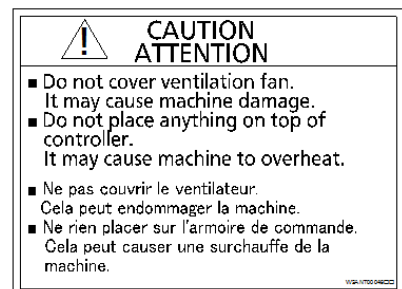 CAUTION
ATTENTION
■ Do not cover ventilation fan.
It may cause machine damage.
■ Do not place anything on top of
controller.
It may cause machine to overheat.
■ Ne pas couvrir le ventilateur.
Cela peut endommager la machine.
■ Ne rien placer sur l'armoire de commande.
Cela peut causer une surchauffe de la
machine.